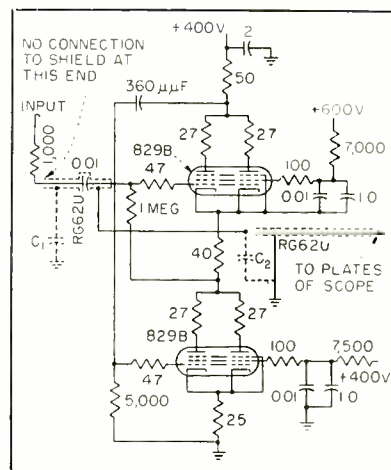 +400V
2
NO CONNECTION
TO SHIELD AT
THIS END
50
360 μμF
+600V
INPUT
27
27
7,000
1,000
829B
100
0.01
47
001
1.0
RG62U
1 MEG
C₁
40
RG62U
C₂
TO PLATES
OF SCOPE
27
27
829B
100
7,500
+400V
47
001
1.0
5,000
25